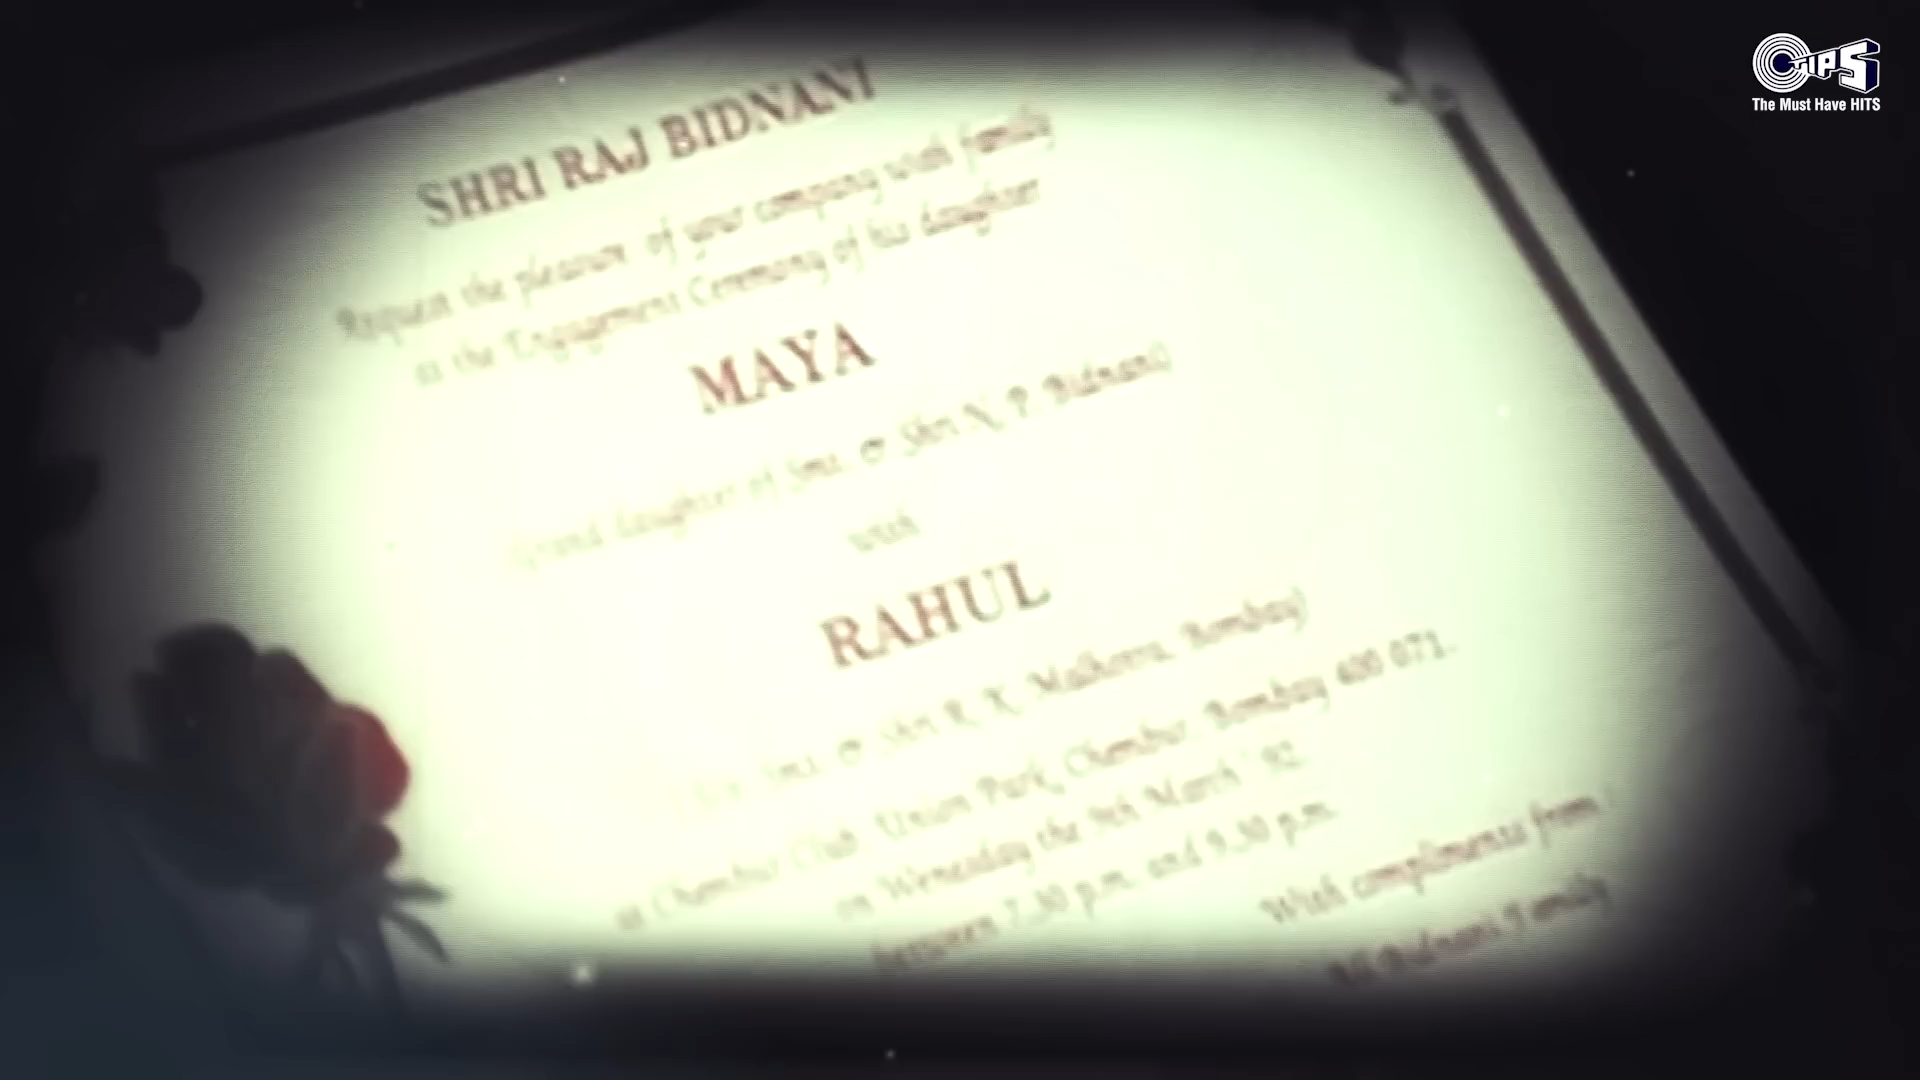 TIPS
The Must Have HITS
SHRI RAJ BIDNANI
Request the pleasure of your company with family
at the Engagement Ceremony of his daughter
MAYA
Grand daughter of Smt. & Shri N. P. Bidnani)
with
RAHUL
Smt. & Shri R. K. Malhotra, Bombay)
at Chembur Club Union Park, Chembur. Bombay 400 071.
on Wenesday the 9th March '92.
between 7.30 p.m. and 9.30 p.m.
With compliments from :
All Bidnani Family